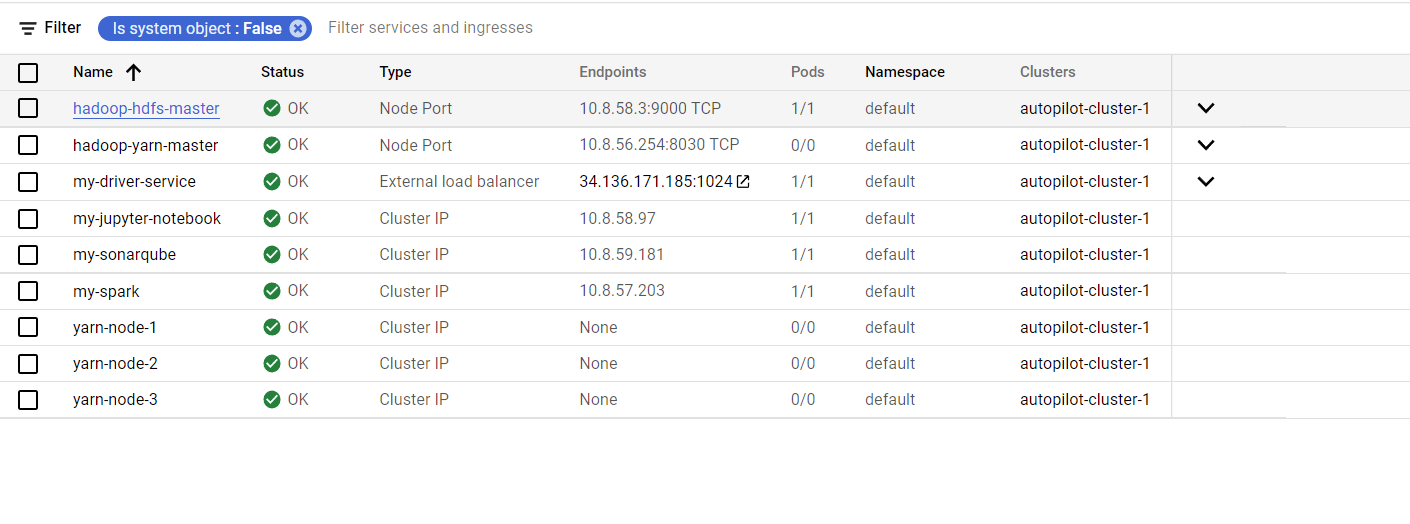 Filter Is system object : False Filter services and ingresses
Name Status Type Endpoints Pods Namespace Clusters
hadoop-hdfs-master OK Node Port 10.8.58.3:9000 TCP 1/1 default autopilot-cluster-1
hadoop-yarn-master OK Node Port 10.8.56.254:8030 TCP 0/0 default autopilot-cluster-1
my-driver-service OK External load balancer 34.136.171.185:1024 1/1 default autopilot-cluster-1
my-jupyter-notebook OK Cluster IP 10.8.58.97 1/1 default autopilot-cluster-1
my-sonarqube OK Cluster IP 10.8.59.181 1/1 default autopilot-cluster-1
my-spark OK Cluster IP 10.8.57.203 1/1 default autopilot-cluster-1
yarn-node-1 OK Cluster IP None 0/0 default autopilot-cluster-1
yarn-node-2 OK Cluster IP None 0/0 default autopilot-cluster-1
yarn-node-3 OK Cluster IP None 0/0 default autopilot-cluster-1